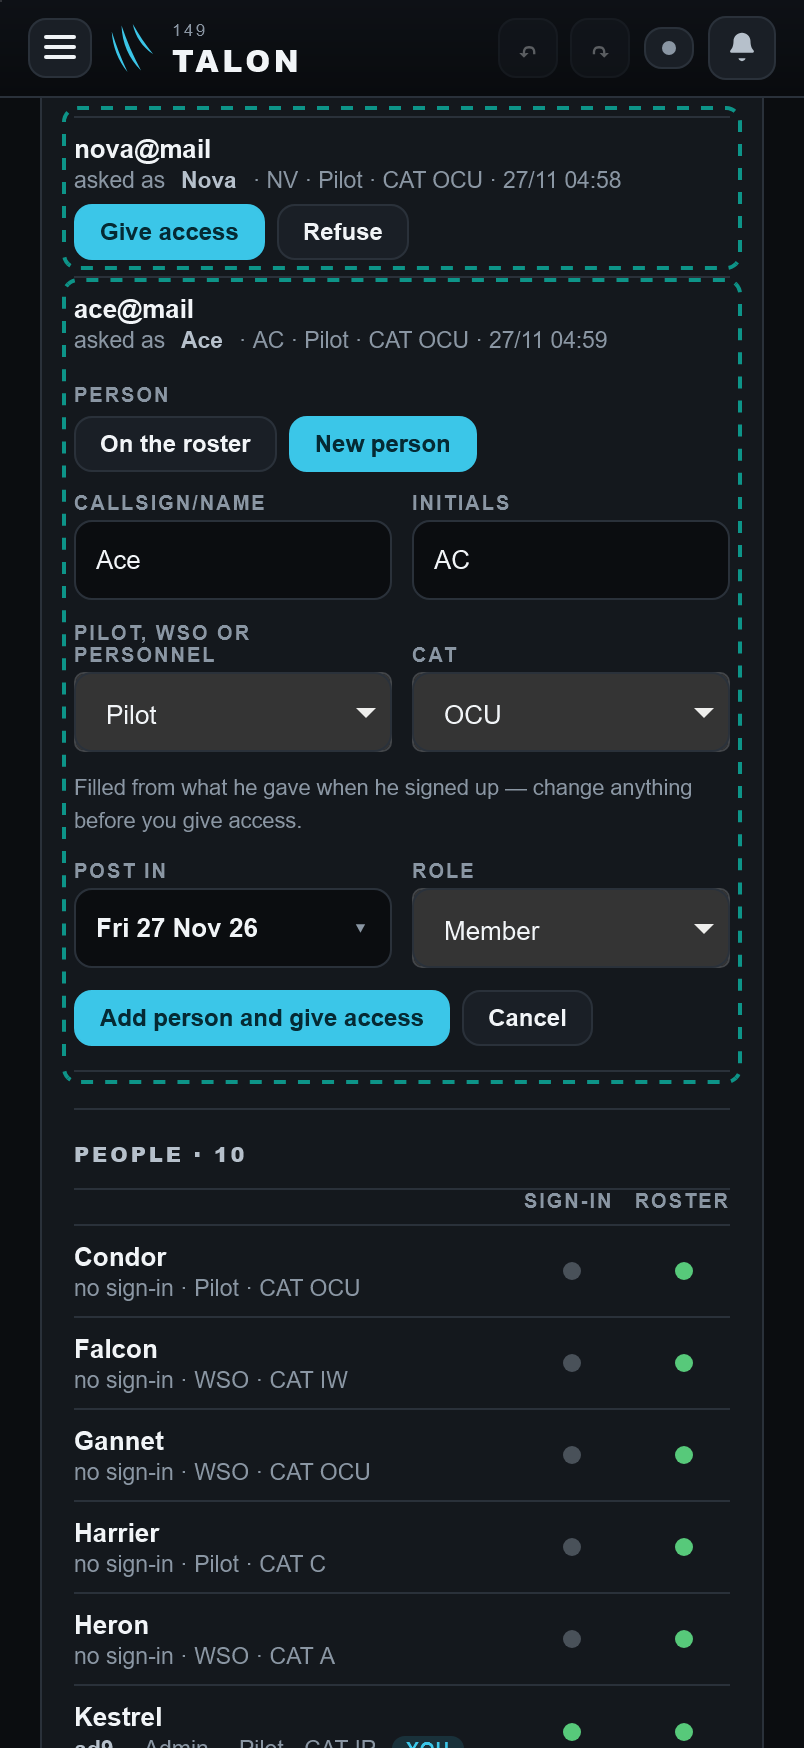 149
TALON
nova@mail
asked as Nova · NV · Pilot · CAT OCU · 27/11 04:58
Give access Refuse
ace@mail
asked as Ace · AC · Pilot · CAT OCU · 27/11 04:59
PERSON
On the roster New person
CALLSIGN/NAME INITIALS
Ace AC
PILOT, WSO OR
PERSONNEL CAT
Pilot OCU
Filled from what he gave when he signed up — change anything
before you give access.
POST IN ROLE
Fri 27 Nov 26 Member
Add person and give access Cancel
PEOPLE · 10
SIGN-IN ROSTER
Condor
no sign-in · Pilot · CAT OCU
Falcon
no sign-in · WSO · CAT IW
Gannet
no sign-in · WSO · CAT OCU
Harrier
no sign-in · Pilot · CAT C
Heron
no sign-in · WSO · CAT A
Kestrel
Admin Pilot CAT IP YOU